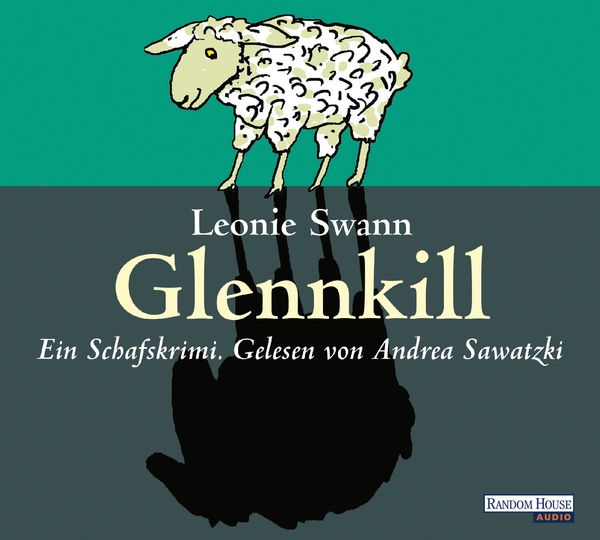 Leonie Swann
Glennkill
Ein Schafskrimi. Gelesen von Andrea Sawatzki
RANDOM HOUSE
AUDIO